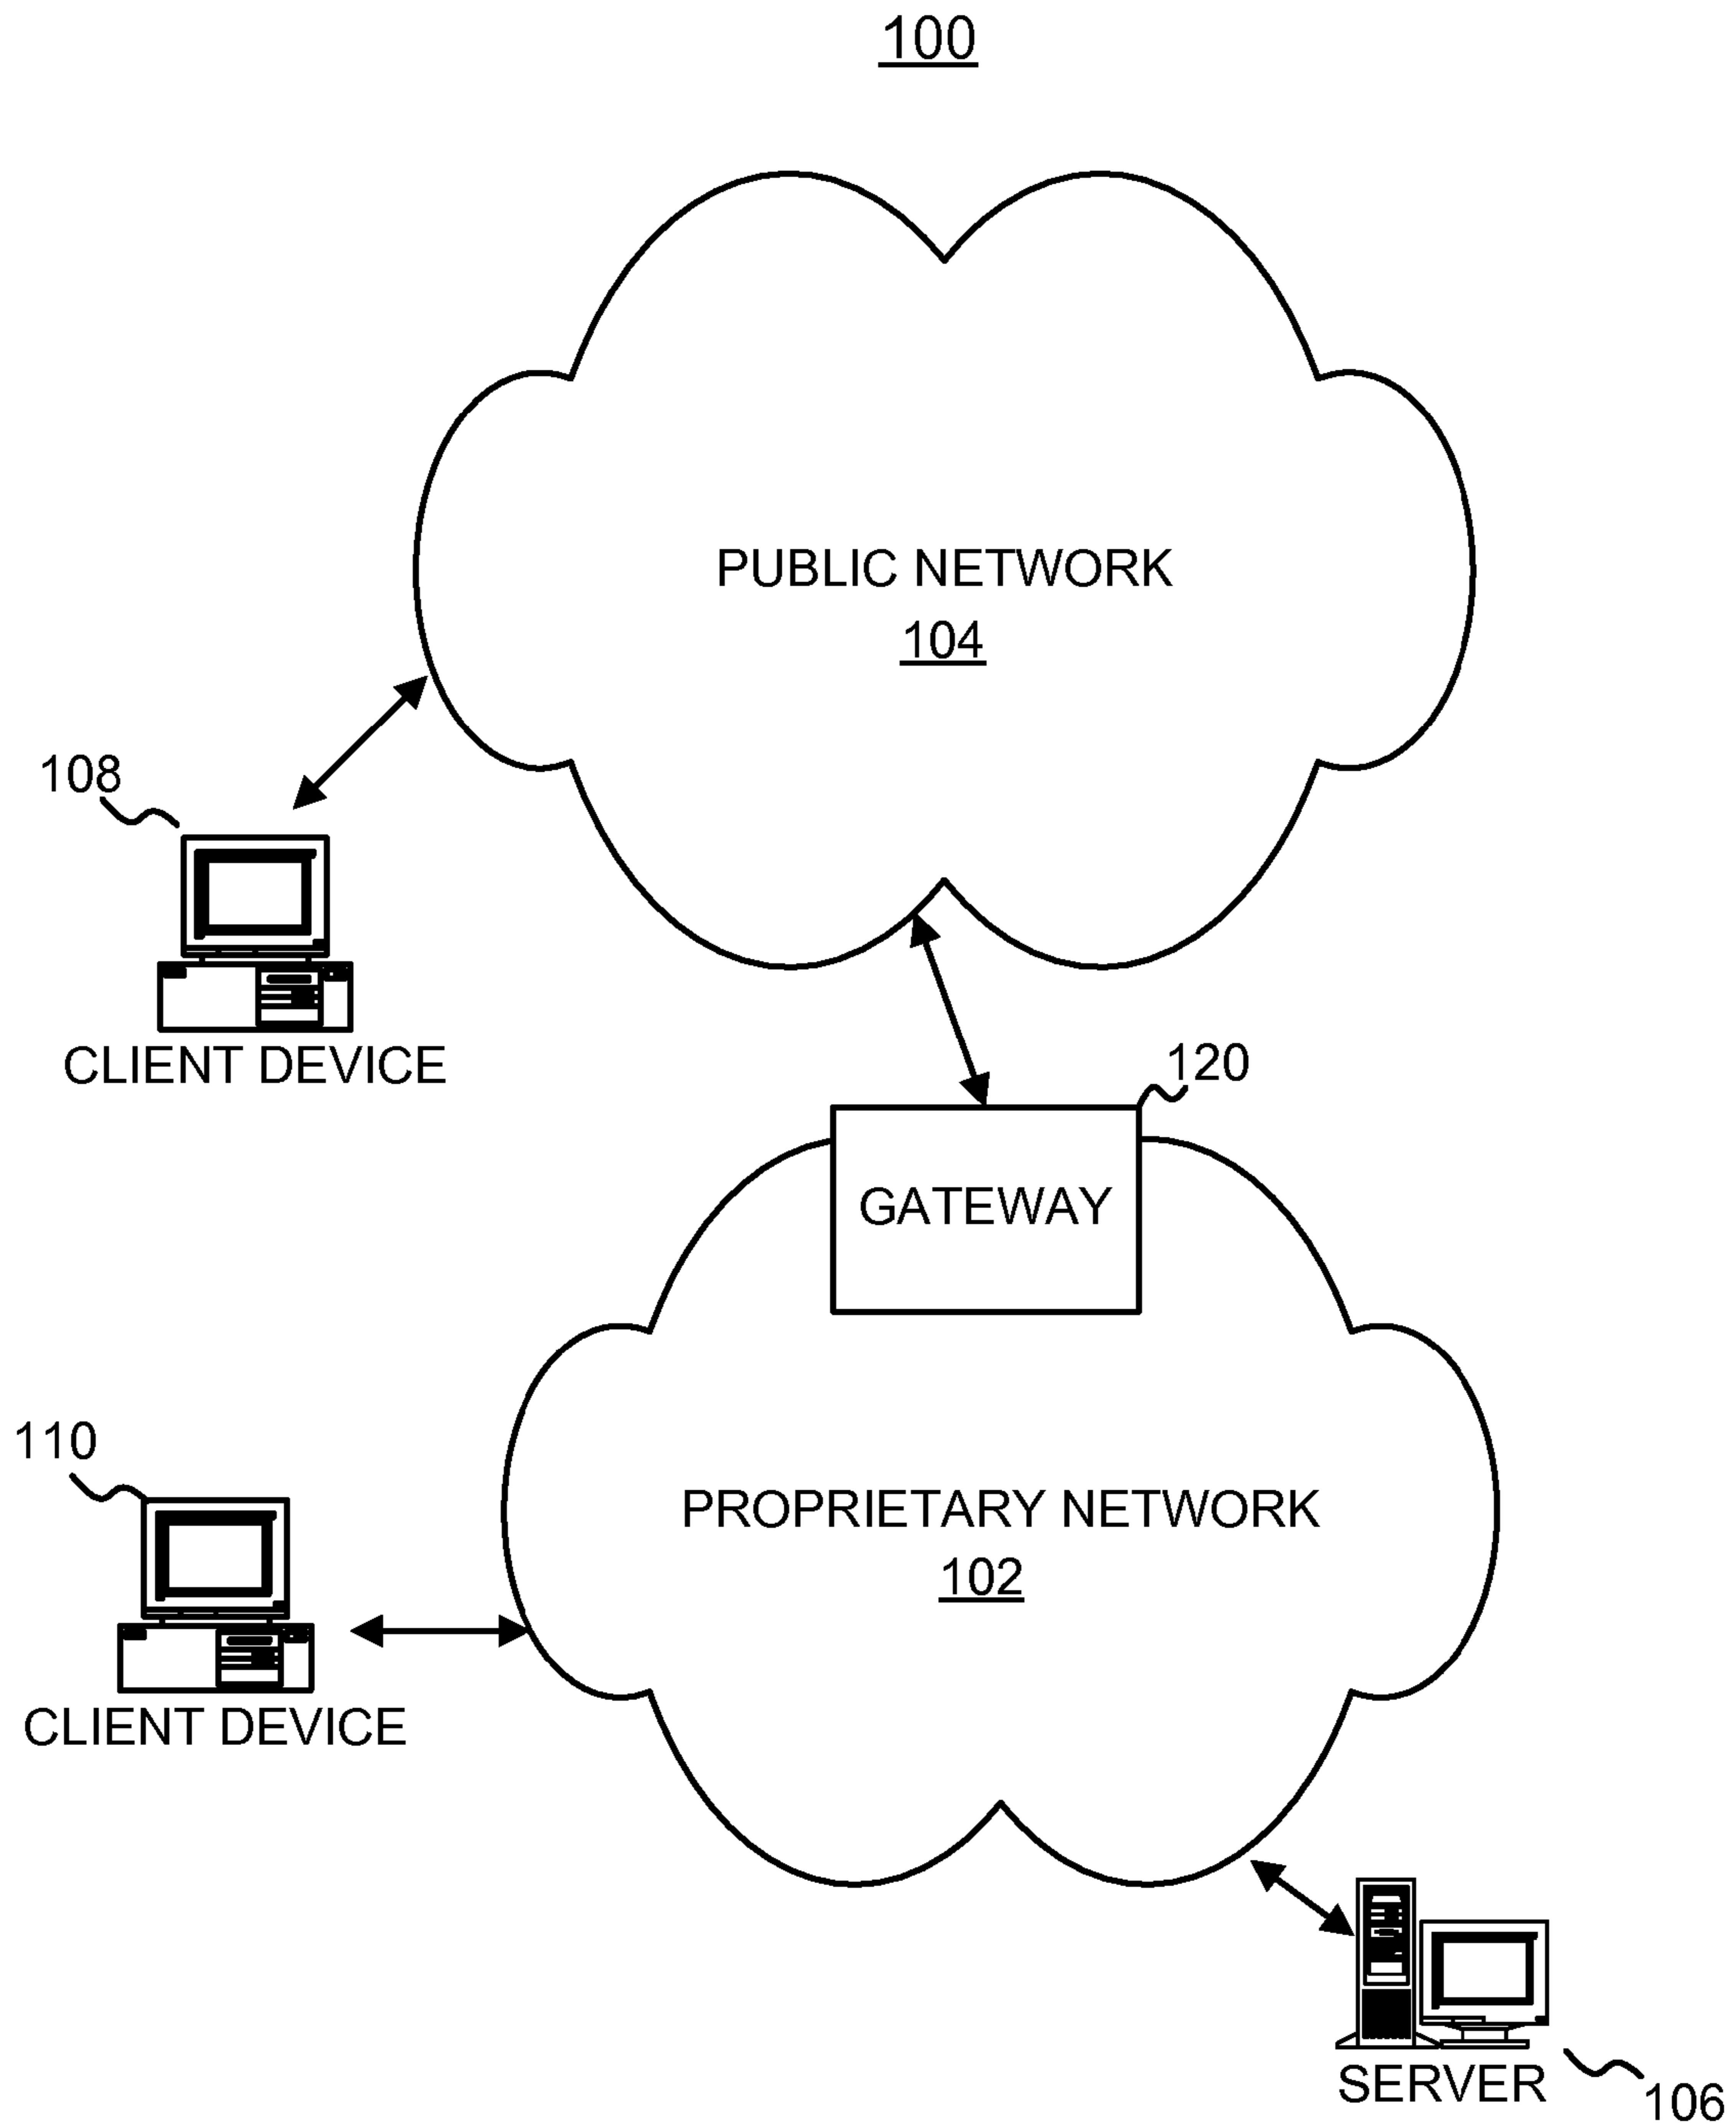 100
PUBLIC NETWORK
104
108
CLIENT DEVICE
120
GATEWAY
110
PROPRIETARY NETWORK
102
CLIENT DEVICE
SERVER
106